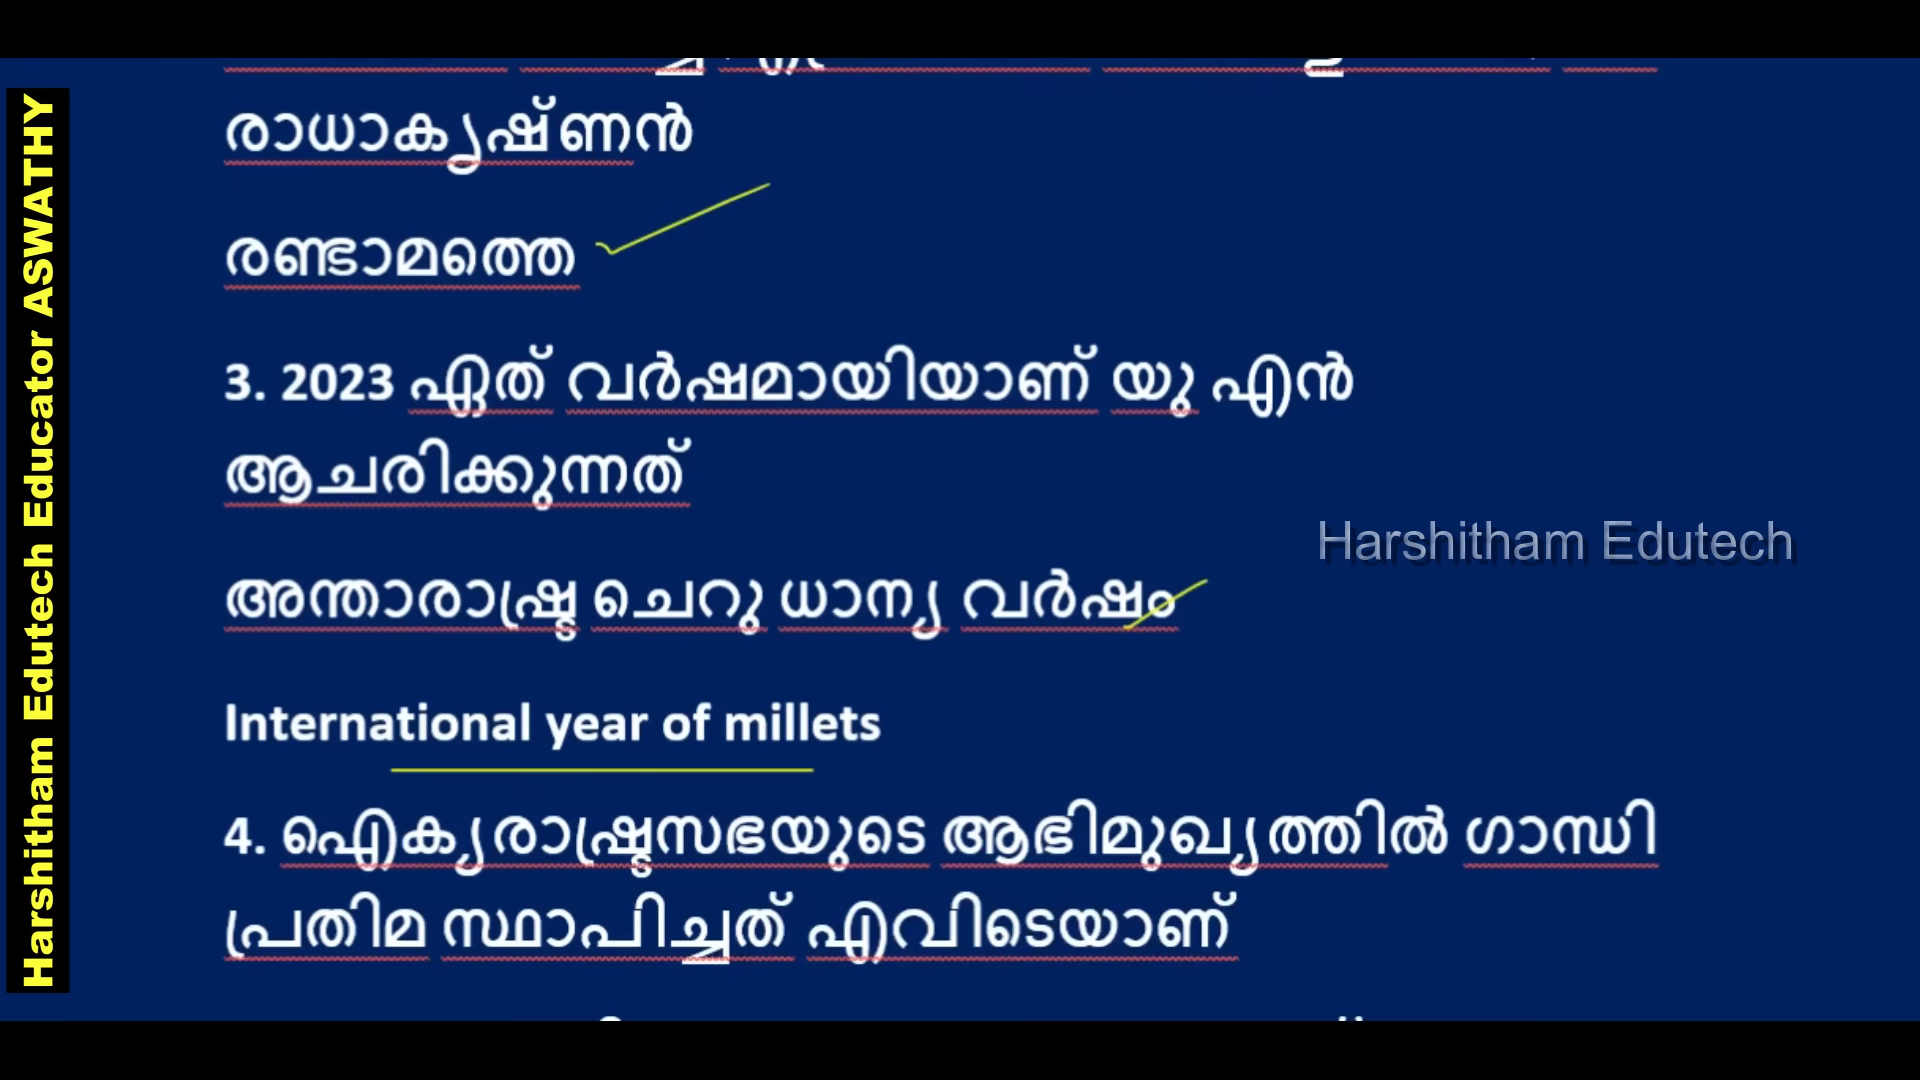 Harshitham Edutech Educator ASWATHY
രാധാകൃഷ്ണൻ
രണ്ടാമത്തെ
3. 2023 ഏത് വർഷമായിയാണ് യു എൻ
ആചരിക്കുന്നത്
Harshitham Edutech
അന്താരാഷ്ട്ര ചെറു ധാന്യ വർഷം
International year of millets
4. ഐക്യരാഷ്ട്രസഭയുടെ ആഭിമുഖ്യത്തിൽ ഗാന്ധി
പ്രതിമ സ്ഥാപിച്ചത് എവിടെയാണ്